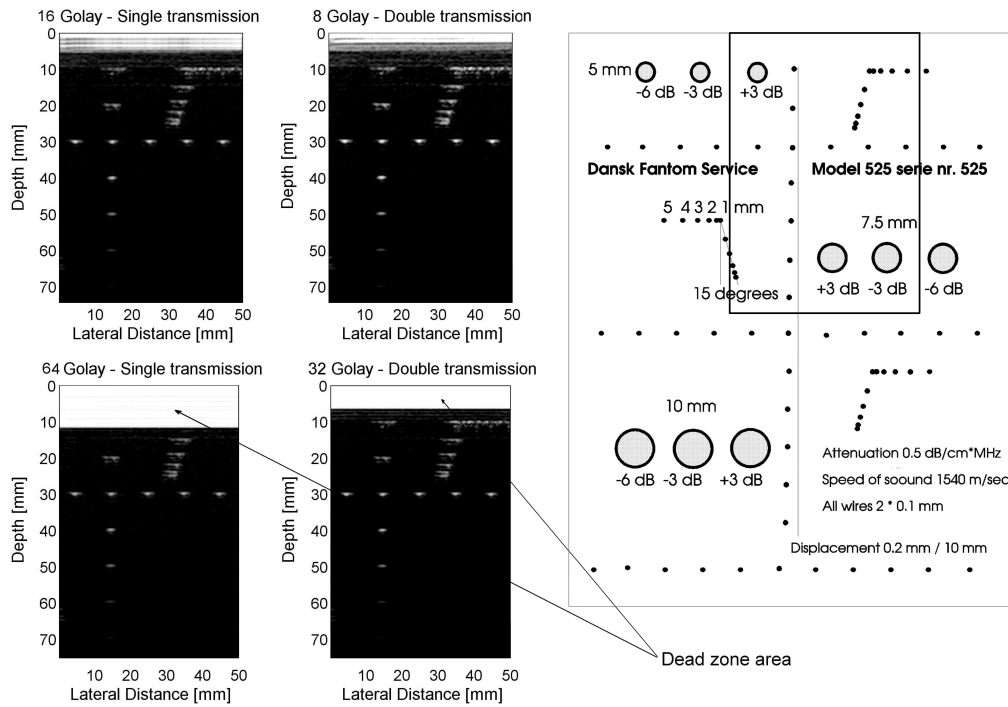 16 Golay - Single transmission
0
10
20
30
40
50
60
70
Depth [mm]
10 20 30 40 50
Lateral Distance [mm]
8 Golay - Double transmission
0
10
20
30
40
50
60
70
Depth [mm]
10 20 30 40 50
Lateral Distance [mm]
64 Golay - Single transmission
0
10
20
30
40
50
60
70
Depth [mm]
10 20 30 40 50
Lateral Distance [mm]
32 Golay - Double transmission
0
10
20
30
40
50
60
70
Depth [mm]
10 20 30 40 50
Lateral Distance [mm]
Dead zone area
5 mm
-6 dB -3 dB +3 dB
Dansk Fantom Service Model 525 serie nr. 525
5 4 3 2 1 mm
7.5 mm
15 degrees
+3 dB -3 dB -6 dB
10 mm
-6 dB -3 dB +3 dB
Attenuation 0.5 dB/cm*MHz
Speed of soound 1540 m/sec
All wires 2 * 0.1 mm
Displacement 0.2 mm / 10 mm